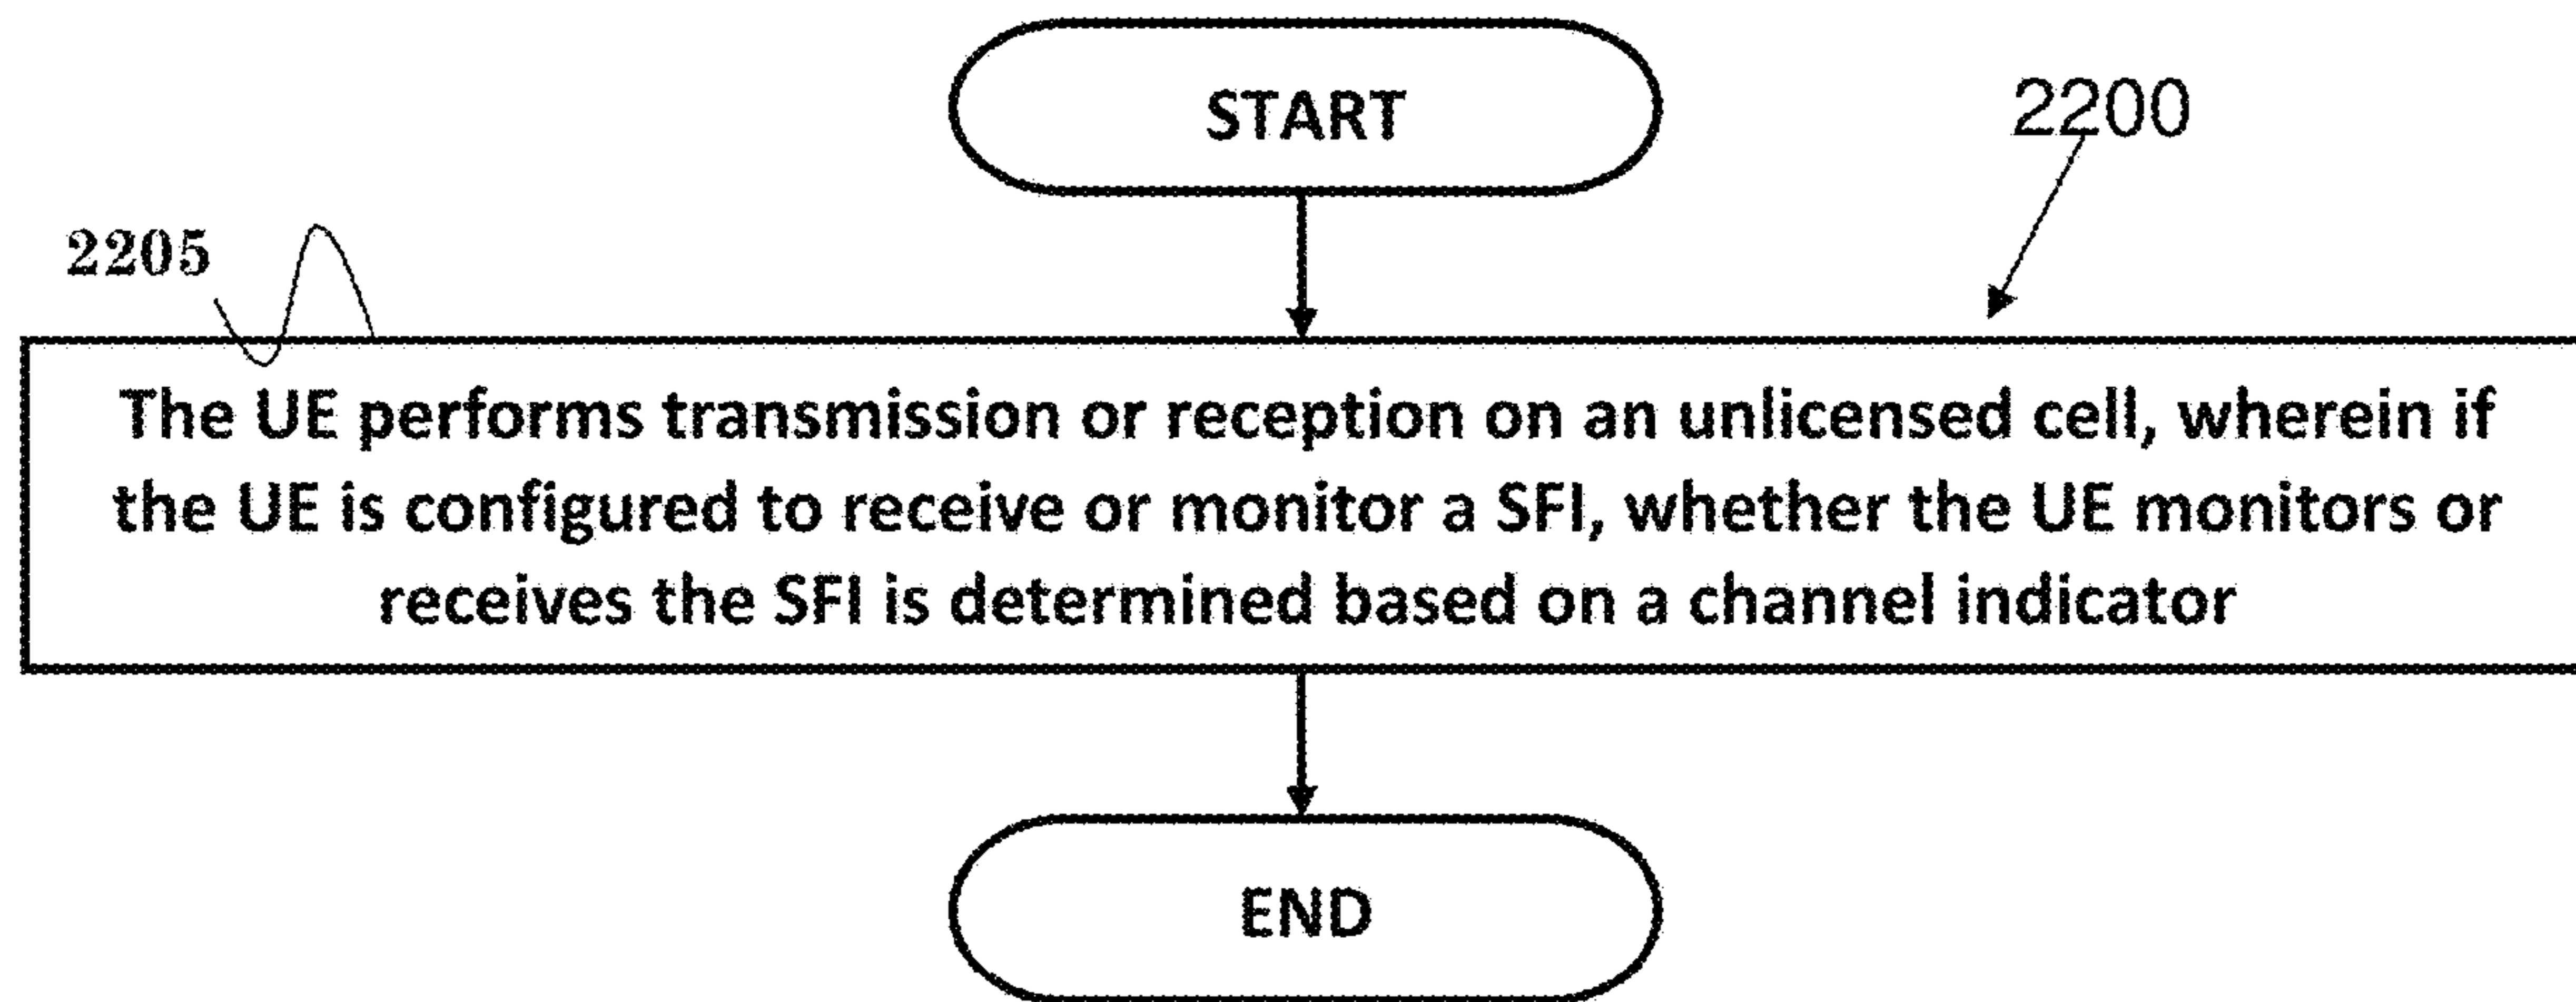 START
2200
2205
The UE performs transmission or reception on an unlicensed cell, wherein if
the UE is configured to receive or monitor a SFI, whether the UE monitors or
receives the SFI is determined based on a channel indicator
END